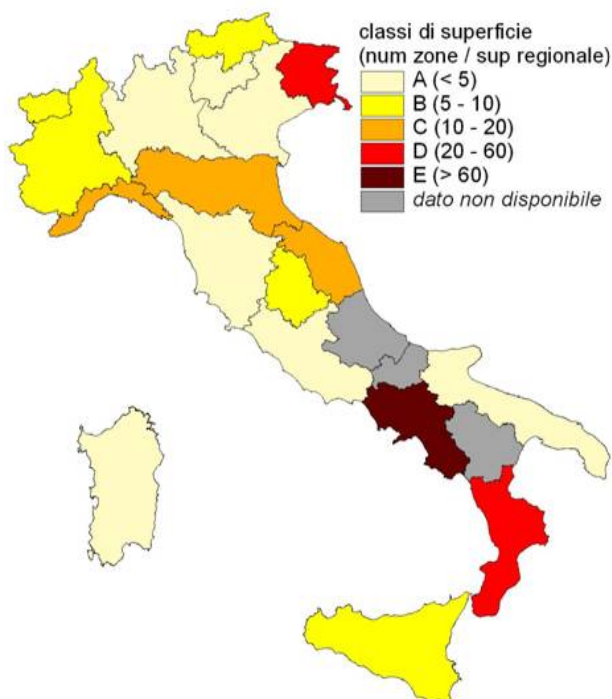 classi di superficie
(num zone / sup regionale)
A (< 5)
B (5 - 10)
C (10 - 20)
D (20 - 60)
E (> 60)
dato non disponibile